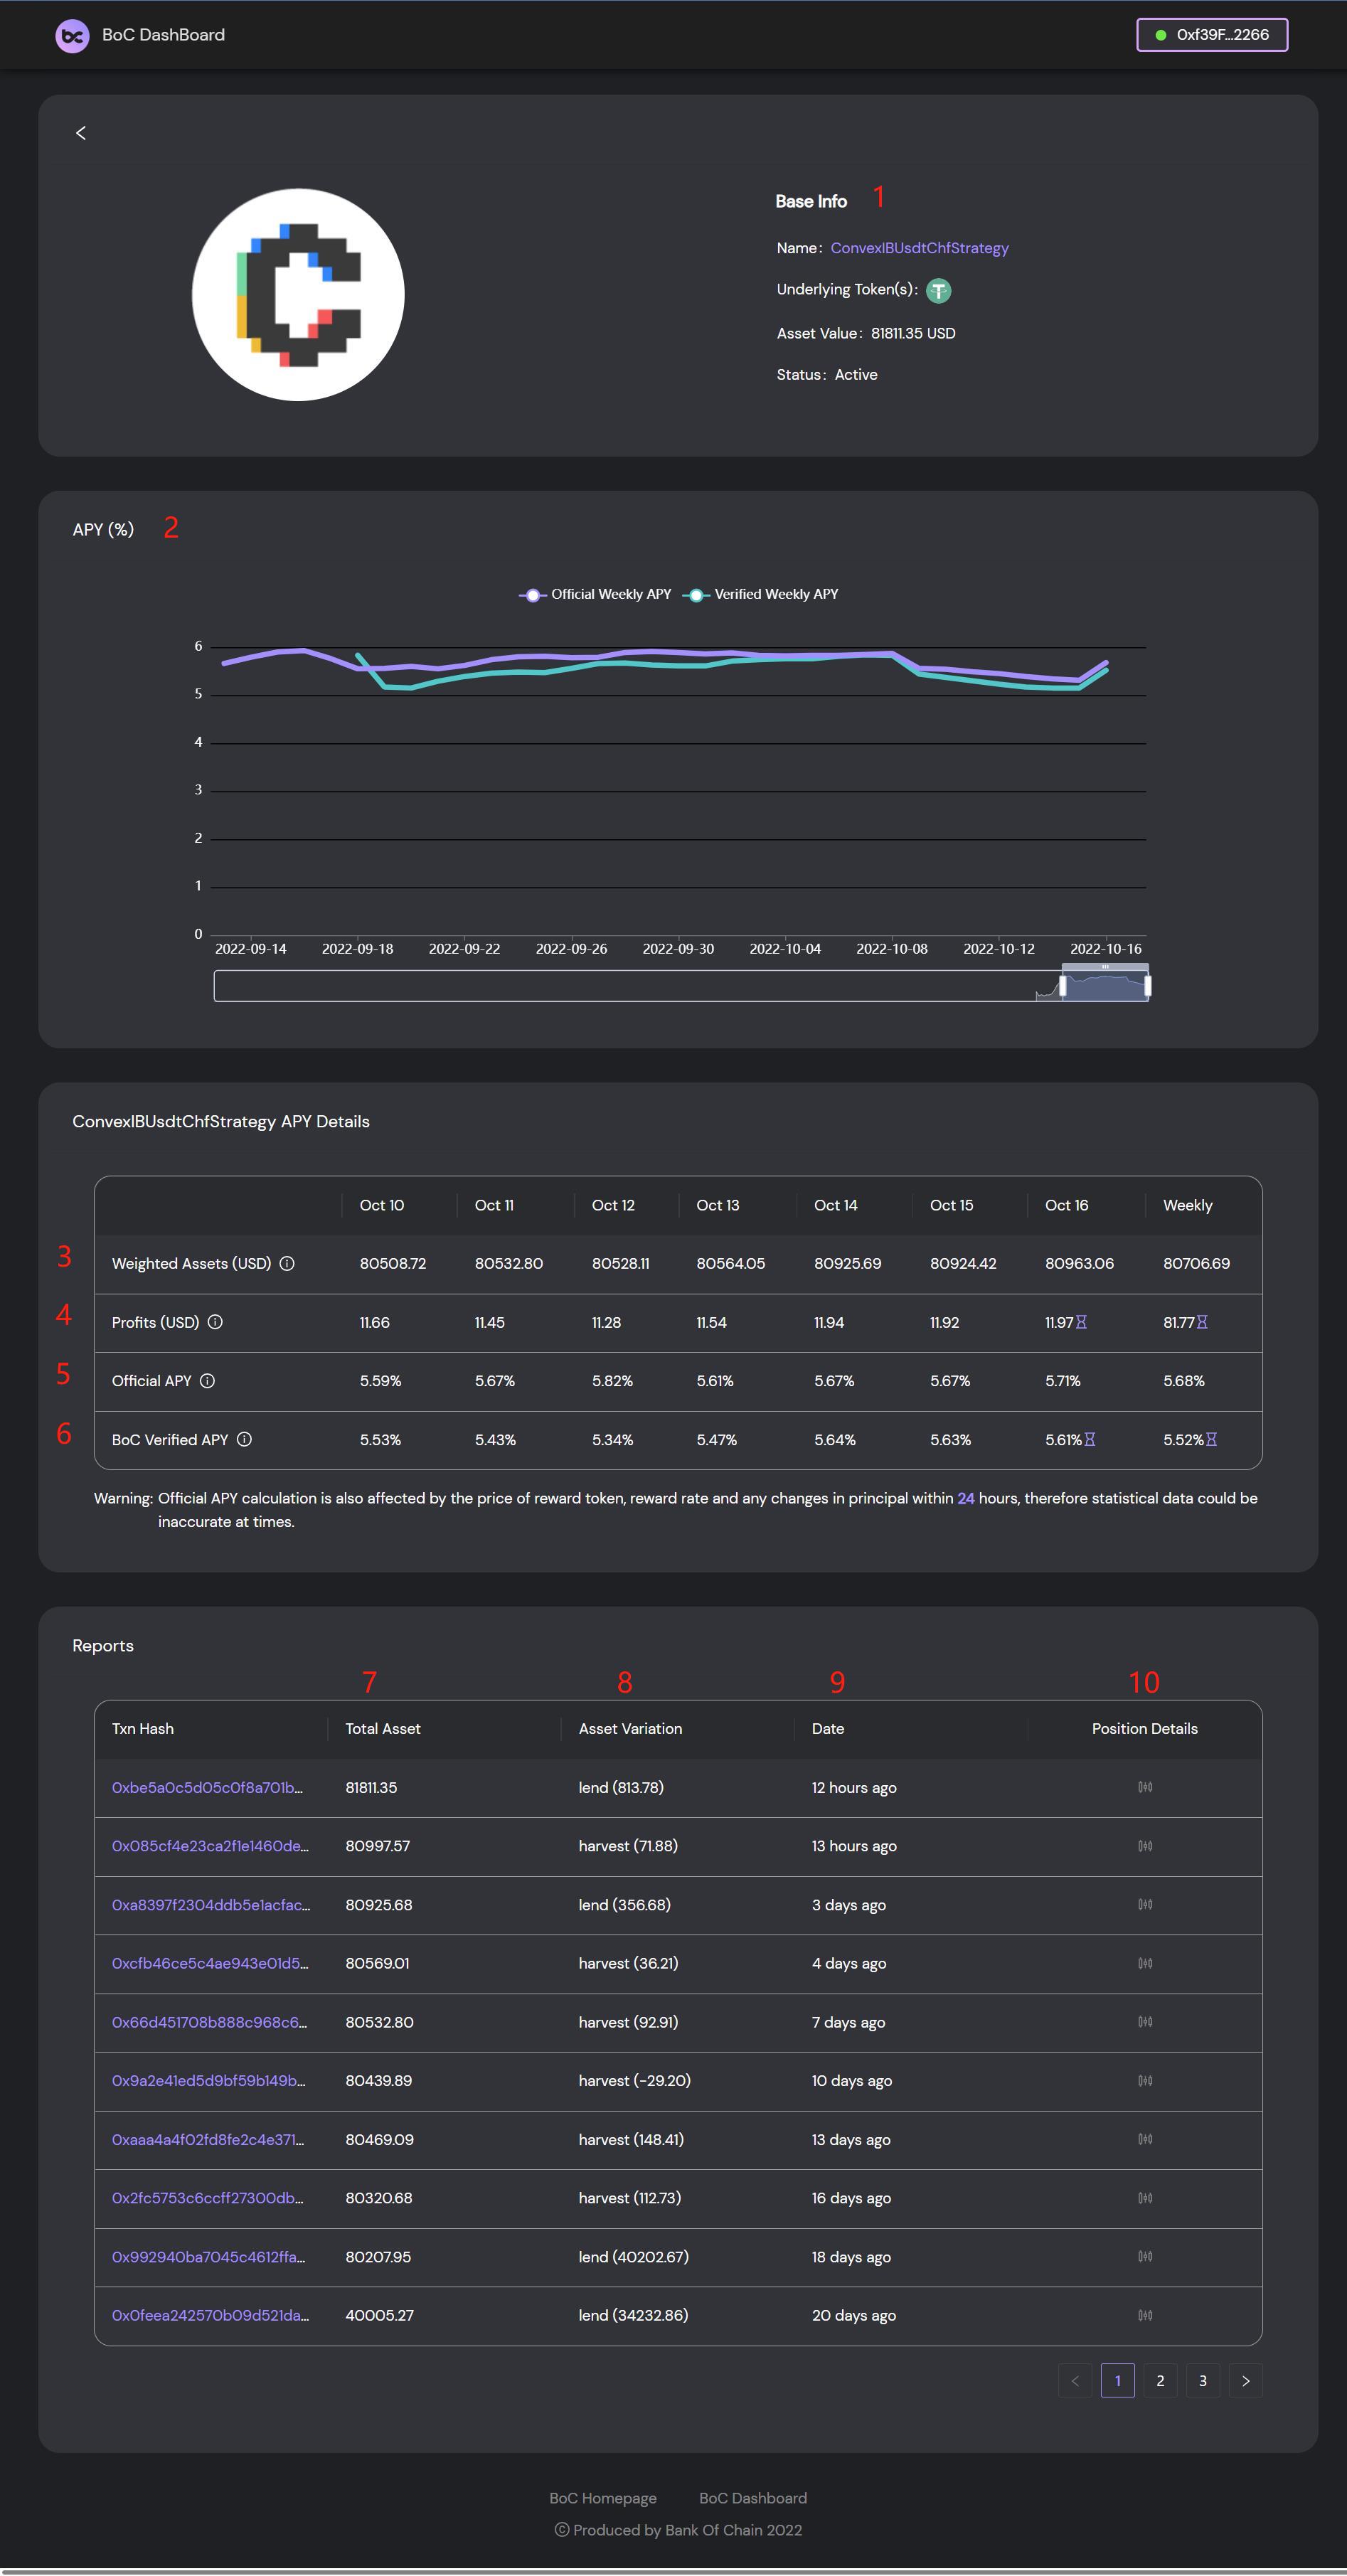 bc BoC DashBoard 0xf39F...2266
Base Info 1
Name: ConvexIBUsdtChfStrategy
Underlying Token(s):
Asset Value: 81811.35 USD
Status: Active
APY (%) 2
Official Weekly APY Verified Weekly APY
6
5
4
3
2
1
0
2022-09-14 2022-09-18 2022-09-22 2022-09-26 2022-09-30 2022-10-04 2022-10-08 2022-10-12 2022-10-16
ConvexIBUsdtChfStrategy APY Details
Oct 10 Oct 11 Oct 12 Oct 13 Oct 14 Oct 15 Oct 16 Weekly
3 Weighted Assets (USD) 80508.72 80532.80 80528.11 80564.05 80925.69 80924.42 80963.06 80706.69
4 Profits (USD) 11.66 11.45 11.28 11.54 11.94 11.92 11.97 81.77
5 Official APY 5.59% 5.67% 5.82% 5.61% 5.67% 5.67% 5.71% 5.68%
6 BoC Verified APY 5.53% 5.43% 5.34% 5.47% 5.64% 5.63% 5.61% 5.52%
Warning: Official APY calculation is also affected by the price of reward token, reward rate and any changes in principal within 24 hours, therefore statistical data could be
inaccurate at times.
Reports
7 8 9 10
Txn Hash Total Asset Asset Variation Date Position Details
0xbe5a0c5d05c0f8a701b... 81811.35 lend (813.78) 12 hours ago
0x085cf4e23ca2f1e1460de... 80997.57 harvest (71.88) 13 hours ago
0xa8397f2304ddb5e1acfac... 80925.68 lend (356.68) 3 days ago
0xcfb46ce5c4ae943e01d5... 80569.01 harvest (36.21) 4 days ago
0x66d451708b888c968c6... 80532.80 harvest (92.91) 7 days ago
0x9a2e41ed5d9bf59b149b... 80439.89 harvest (-29.20) 10 days ago
0xaaa4a4f02fd8fe2c4e371... 80469.09 harvest (148.41) 13 days ago
0x2fc5753c6ccff27300db... 80320.68 harvest (112.73) 16 days ago
0x992940ba7045c4612ffa... 80207.95 lend (40202.67) 18 days ago
0x0feea242570b09d521da... 40005.27 lend (34232.86) 20 days ago
< 1 2 3 >
BoC Homepage BoC Dashboard
© Produced by Bank Of Chain 2022